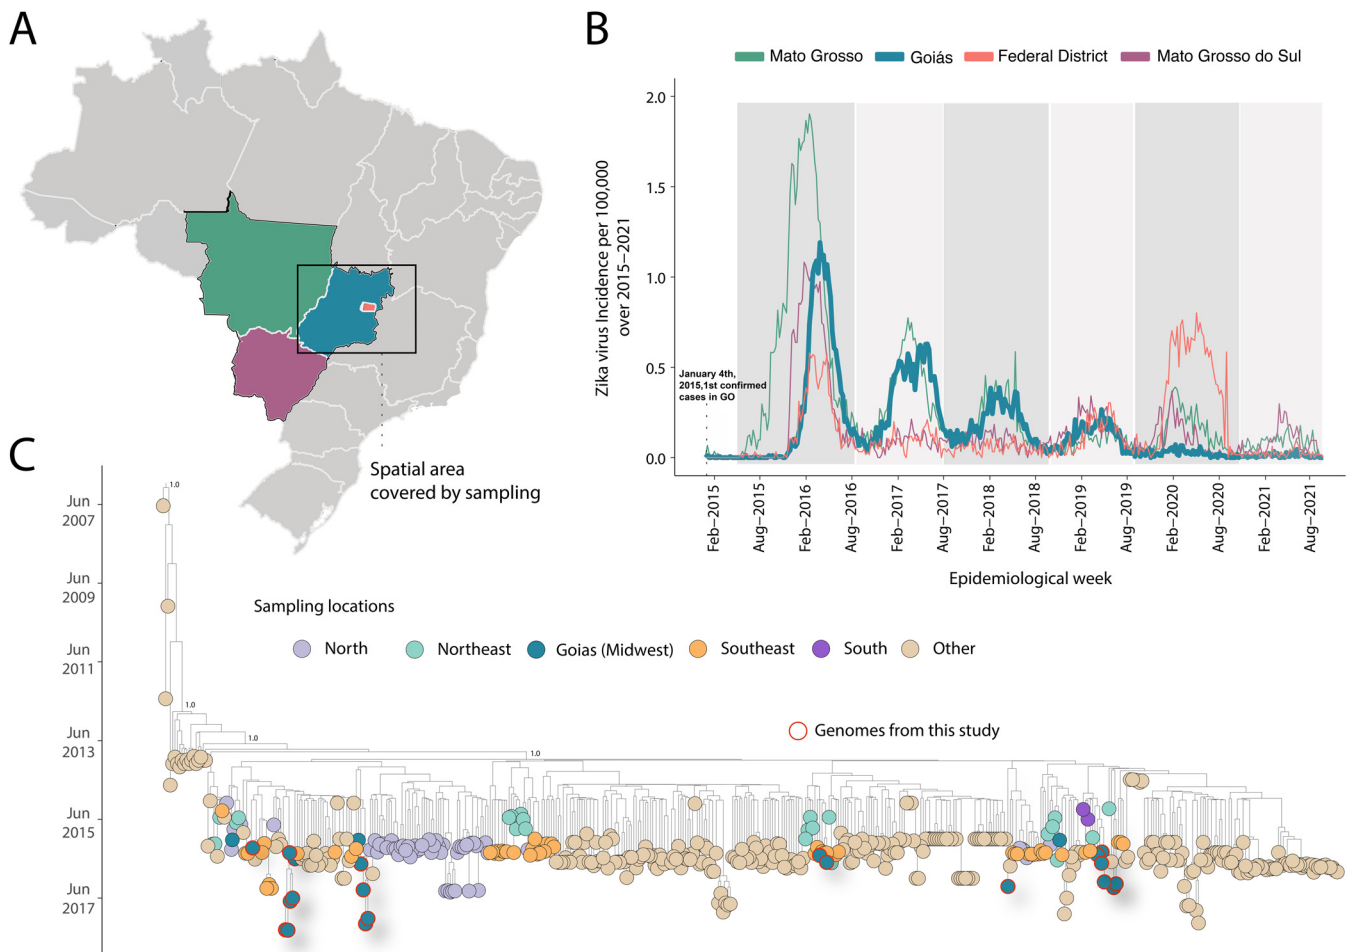 A
Spatial area
covered by sampling
B
Mato Grosso
Goiás
Federal District
Mato Grosso do Sul
Zika virus Incidence per 100,000
over 2015–2021
2.0
1.5
1.0
0.5
0.0
January 4th,
2015,1st confirmed
cases in GO
Feb–2015
Aug–2015
Feb–2016
Aug–2016
Feb–2017
Aug–2017
Feb–2018
Aug–2018
Feb–2019
Aug–2019
Feb–2020
Aug–2020
Feb–2021
Aug–2021
Epidemiological week
C
Jun
2007
Jun
2009
Jun
2011
Jun
2013
Jun
2015
Jun
2017
Sampling locations
North
Northeast
Goias (Midwest)
Southeast
South
Other
Genomes from this study
1.0
1.0
1.0
1.0